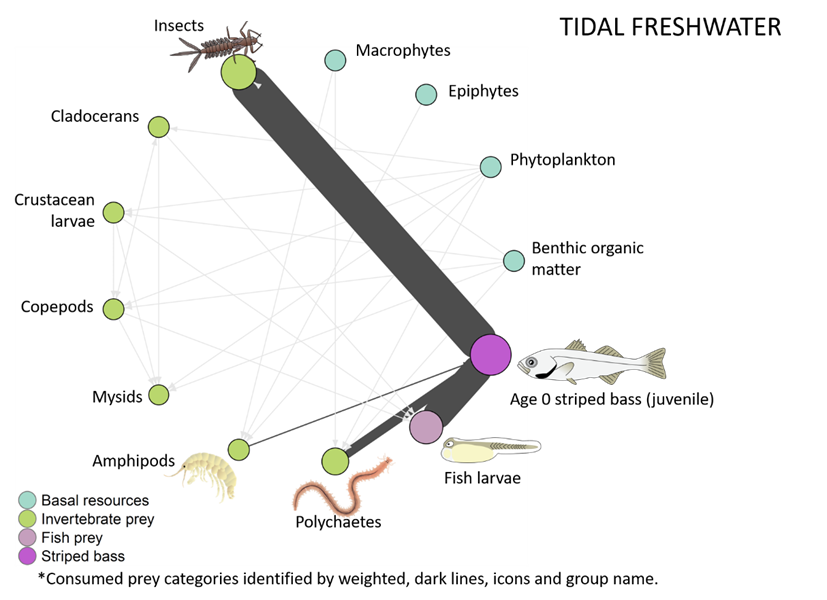 TIDAL FRESHWATER
Insects
Macrophytes
Epiphytes
Cladocerans
Phytoplankton
Crustacean
larvae
Benthic organic
matter
Copepods
Mysids
Age 0 striped bass (juvenile)
Amphipods
Fish larvae
Polychaetes
Basal resources
Invertebrate prey
Fish prey
Striped bass
*Consumed prey categories identified by weighted, dark lines, icons and group name.